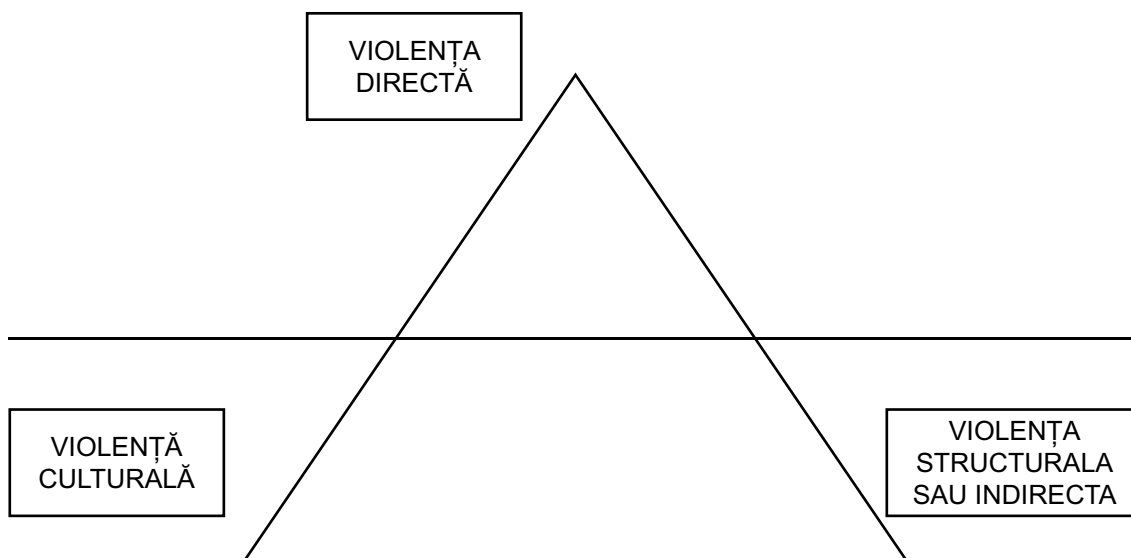 VIOLENȚA
DIRECTĂ
VIOLENȚĂ
CULTURALĂ
VIOLENȚA
STRUCTURALA
SAU INDIRECTA